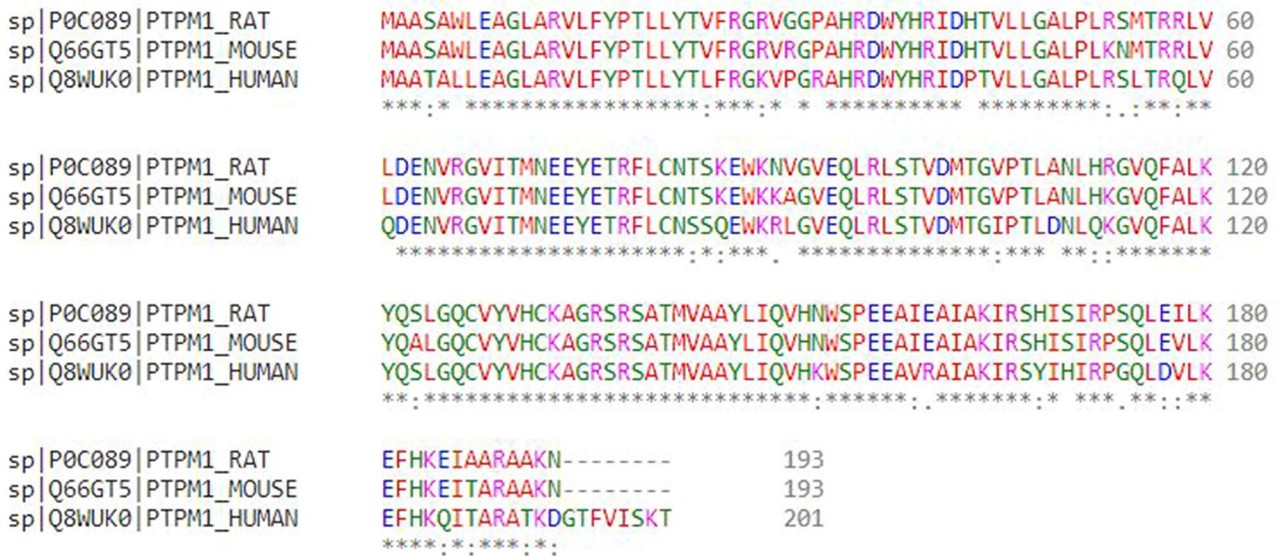 sp|P0C089|PTPM1_RAT MAASAWLEAGLARVLFYPTLLYTVFRGRVGGPAHRDWYHRIDHTVLLGALPLRSMTRRLV 60
sp|Q66GT5|PTPM1_MOUSE MAASAWLEAGLARVLFYPTLLYTVFRGRVRGPAHRDWYHRIDHTVLLGALPLKNMTRRLV 60
sp|Q8WUK0|PTPM1_HUMAN MAATALLEAGLARVLFYPTLLYTLFRGKVPGRAHRDWYHRIDPTVLLGALPLRSLTRQLV 60
***:* *****************:***:* * ********** *********:.:**:**
sp|P0C089|PTPM1_RAT LDENVRGVITMNEEYETRFLCNTSKEWKNVGVEQLRLSTVDMTGVPTLANLHRGVQFALK 120
sp|Q66GT5|PTPM1_MOUSE LDENVRGVITMNEEYETRFLCNTSKEWKKAGVEQLRLSTVDMTGVPTLANLHKGVQFALK 120
sp|Q8WUK0|PTPM1_HUMAN QDENVRGVITMNEEYETRFLCNSSQEWKRLGVEQLRLSTVDMTGIPTLDNLQKGVQFALK 120
*********************:*:***. **************:*** **::*******
sp|P0C089|PTPM1_RAT YQSLGQCVYVHCKAGRSRSATMVAAYLIQVHNWSPEEAIEAIAKIRSHISIRPSQLEILK 180
sp|Q66GT5|PTPM1_MOUSE YQALGQCVYVHCKAGRSRSATMVAAYLIQVHNWSPEEAIEAIAKIRSHISIRPSQLEVLK 180
sp|Q8WUK0|PTPM1_HUMAN YQSLGQCVYVHCKAGRSRSATMVAAYLIQVHKWSPEEAVRAIAKIRSYIHIRPGQLDVLK 180
**:****************************:******:.*******:* ***.**::**
sp|P0C089|PTPM1_RAT EFHKEIAARAAKN-------- 193
sp|Q66GT5|PTPM1_MOUSE EFHKEITARAAKN-------- 193
sp|Q8WUK0|PTPM1_HUMAN EFHKQITARATKDGTFVISKT 201
****:*:***:*: